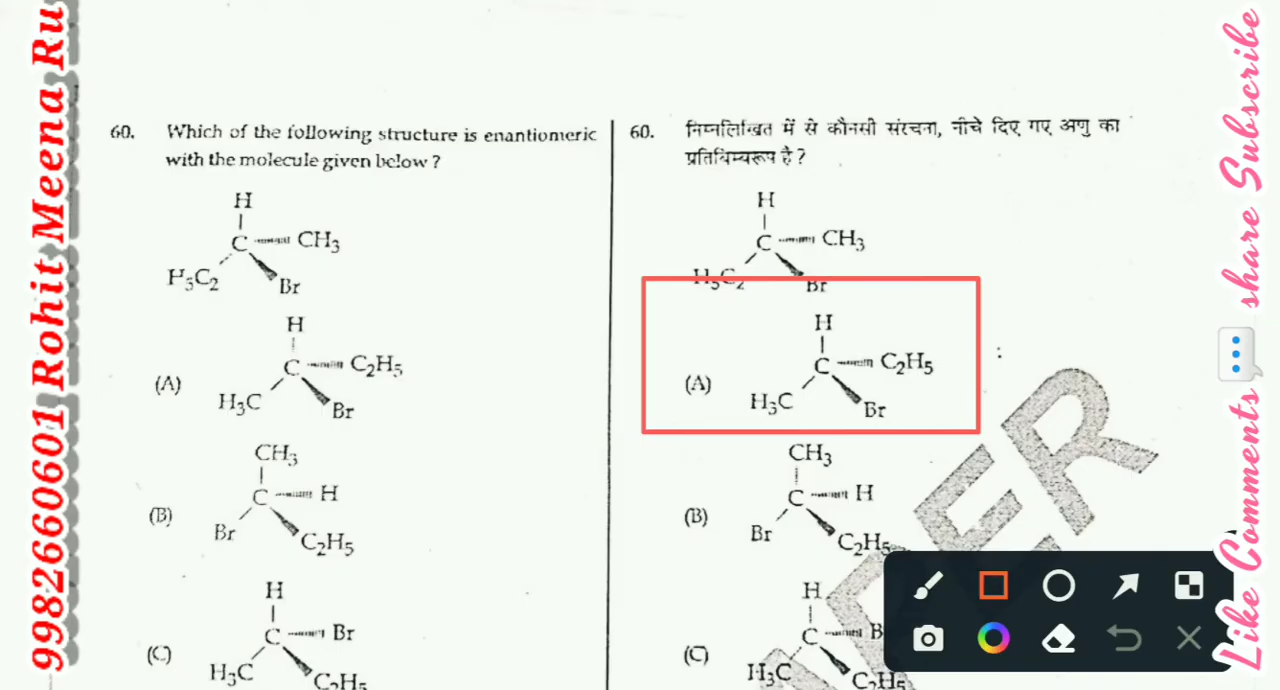 9982660601 Rohit Meena Ru
60. Which of the following structure is enantiomeric
with the molecule given below ?
H
C CH3
H5C2
Br
(A)
H
C C2H5
H3C
Br
(B)
CH3
C H
Br
C2H5
(C)
H
C Br
H3C
C2H5
60. निम्नलिखित में से कौनसी संरचना, नीचे दिए गए अणु का
प्रतिबिम्बरूप है ?
H
C CH3
H5C2
Br
(A)
H
C C2H5
H3C
Br
:
(B)
CH3
C H
Br
C2H5
(C)
H
C B
H3C
C2H5
Like Comments 💬 share Subscribe